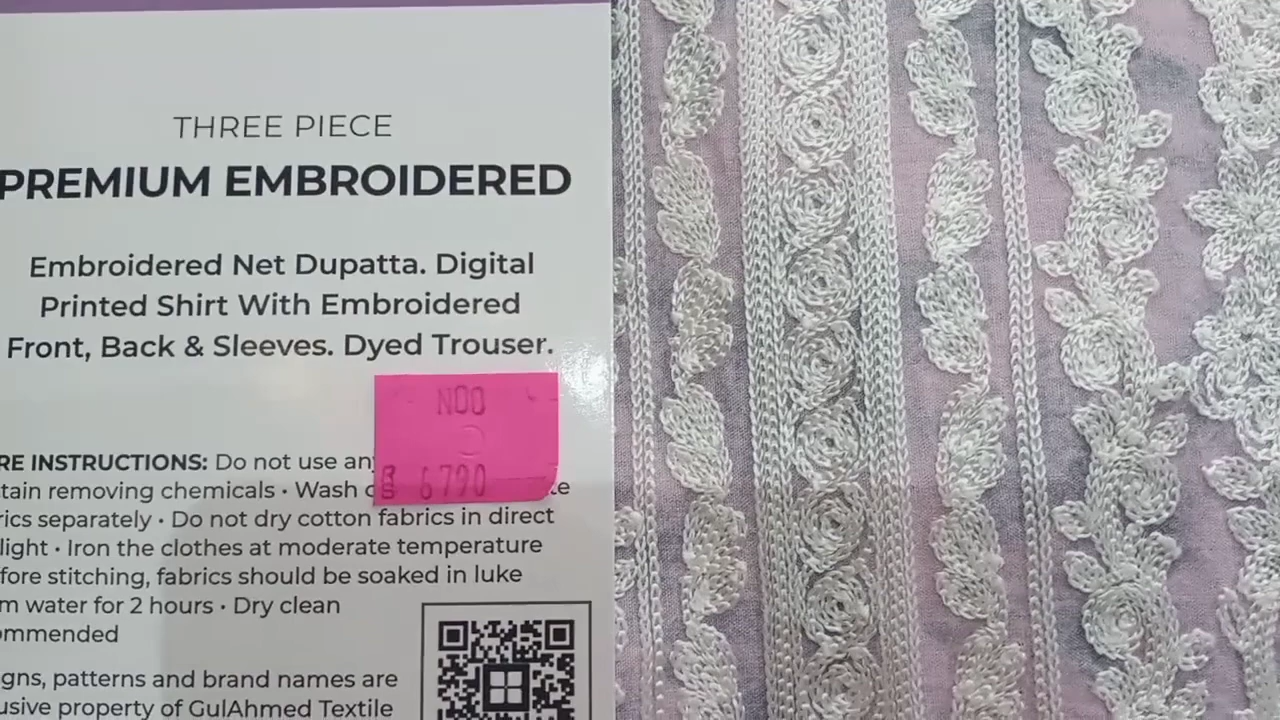 THREE PIECE
PREMIUM EMBROIDERED
Embroidered Net Dupatta. Digital
Printed Shirt With Embroidered
Front, Back & Sleeves. Dyed Trouser.
NOO
6790
RE INSTRUCTIONS: Do not use any
tain removing chemicals • Wash
rics separately • Do not dry cotton fabrics in direct
light • Iron the clothes at moderate temperature
fore stitching, fabrics should be soaked in luke
m water for 2 hours • Dry clean
ommended
gns, patterns and brand names are
usive property of GulAhmed Textile